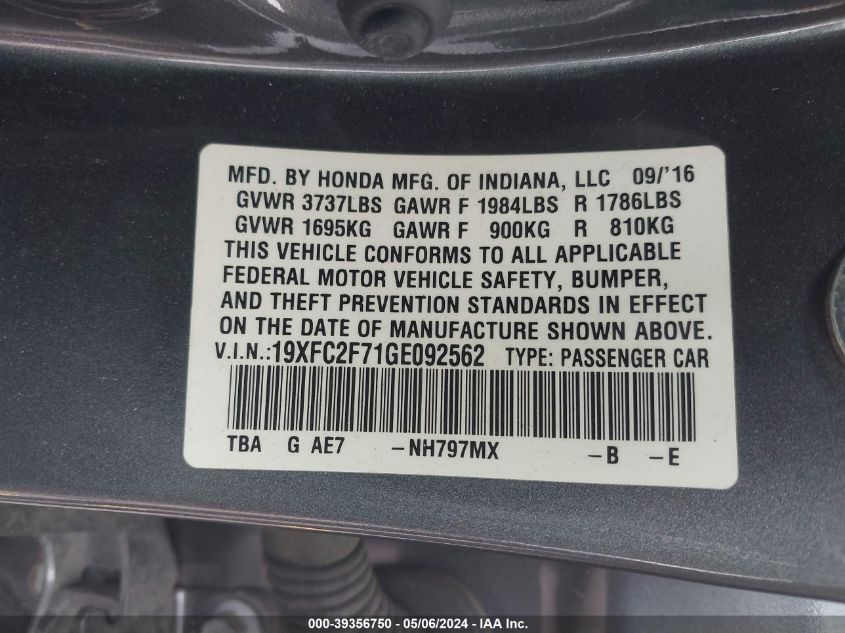 MFD. BY HONDA MFG. OF INDIANA, LLC 09/'16
GVWR 3737LBS GAWR F 1984LBS R 1786LBS
GVWR 1695KG GAWR F 900KG R 810KG
THIS VEHICLE CONFORMS TO ALL APPLICABLE
FEDERAL MOTOR VEHICLE SAFETY, BUMPER,
AND THEFT PREVENTION STANDARDS IN EFFECT
ON THE DATE OF MANUFACTURE SHOWN ABOVE.
V.I.N.:19XFC2F71GE092562 TYPE: PASSENGER CAR
TBA G AE7 -NH797MX -B -E
000-39356750 - 05/06/2024 - IAA Inc.